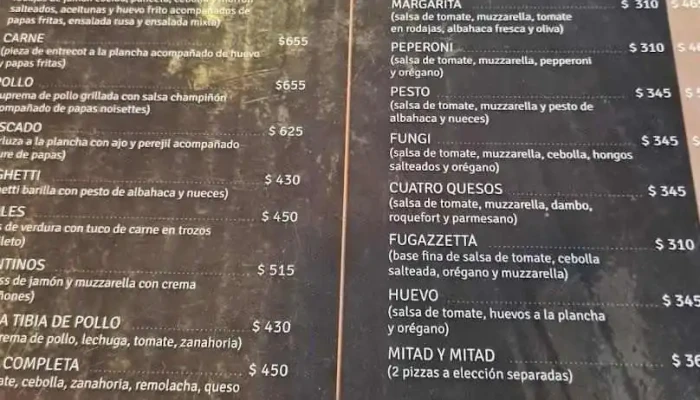 salteados, aceitunas y huevo frito acompañados de
papas fritas, ensalada rusa y ensalada mixta)
CARNE $655
(pieza de entrecot a la plancha acompañado de huevo
y papas fritas)
POLLO $655
suprema de pollo grillada con salsa champiñón
compañado de papas noisettes)
SCADO $ 625
rluza a la plancha con ajo y perejil acompañado
ure de papas)
GHETTI $ 430
etti barilla con pesto de albahaca y nueces)
LES $ 450
s de verdura con tuco de carne en trozos
leto)
NTINOS $ 515
ss de jamón y muzzarella con crema
ñones)
A TIBIA DE POLLO $ 430
rema de pollo, lechuga, tomate, zanahoria)
COMPLETA $ 450
ate, cebolla, zanahoria, remolacha, queso
MARGARITA $ 310
(salsa de tomate, muzzarella, tomate
en rodajas, albahaca fresca y oliva)
PEPERONI $ 310
(salsa de tomate, muzzarella, pepperoni
y orégano)
PESTO $ 345
(salsa de tomate, muzzarella y pesto de
albahaca y nueces)
FUNGI $ 345
(salsa de tomate, muzzarella, cebolla, hongos
salteados y orégano)
CUATRO QUESOS $ 345
(salsa de tomate, muzzarella, dambo,
roquefort y parmesano)
FUGAZZETTA $ 310
(base fina de salsa de tomate, cebolla
salteada, orégano y muzzarella)
HUEVO $ 345
(salsa de tomate, huevos a la plancha
y orégano)
MITAD Y MITAD $ 36
(2 pizzas a elección separadas)